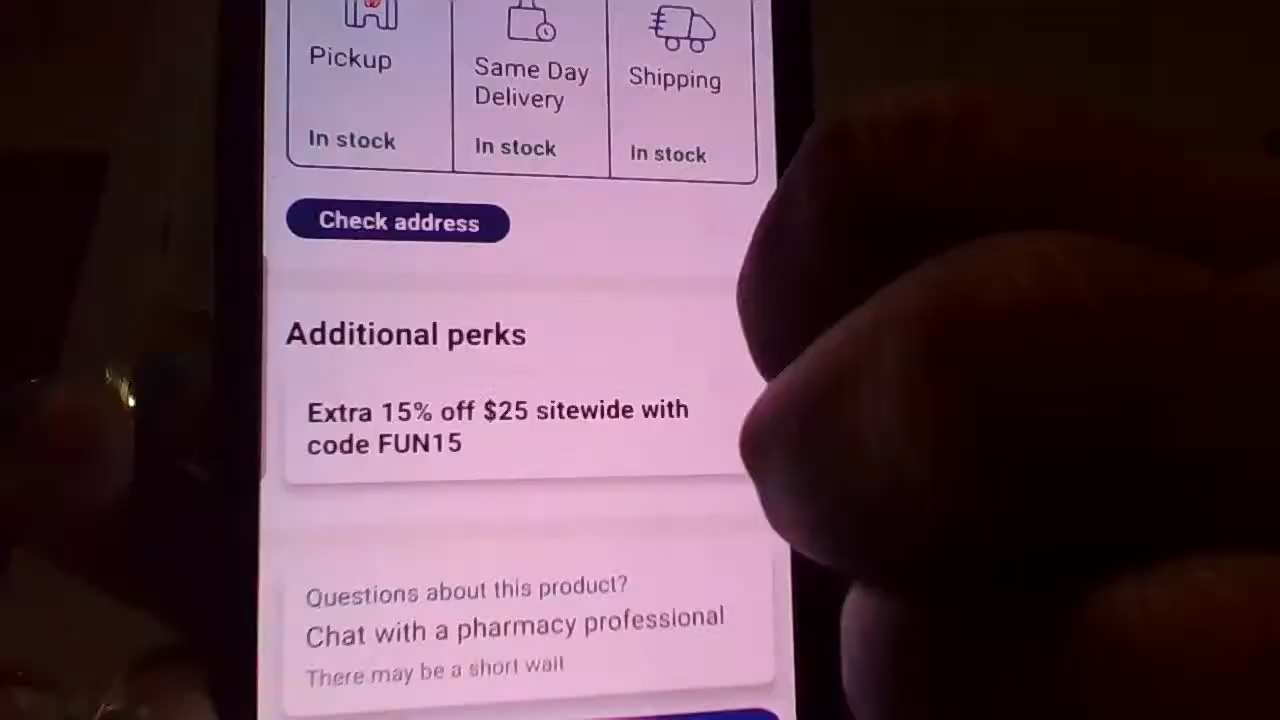 Pickup
Same Day
Delivery
Shipping
In stock
In stock
In stock
Check address
Additional perks
Extra 15% off $25 sitewide with
code FUN15
Questions about this product?
Chat with a pharmacy professional
There may be a short wait